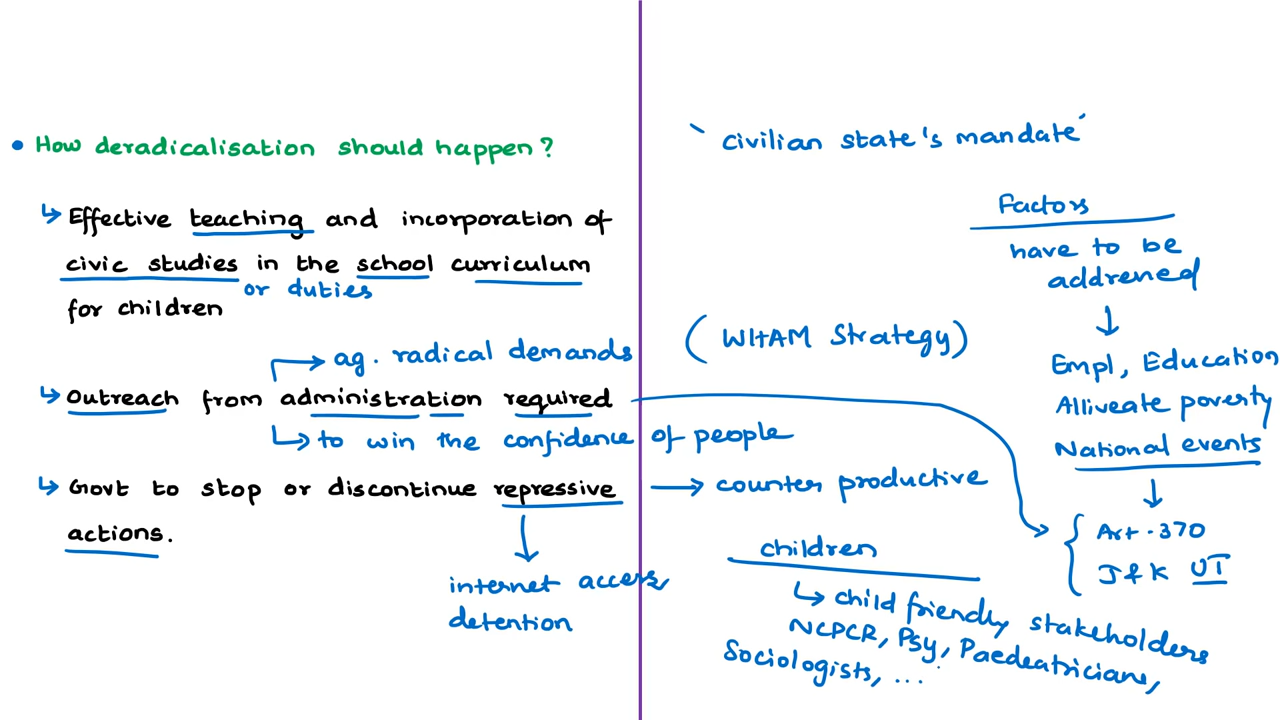 • How deradicalisation should happen?
↳ Effective teaching and incorporation of
civic studies in the school curriculum
or duties
for children
→ ag. radical demands
↳ Outreach from administration required
↳ to win the confidence of people
↳ Govt to stop or discontinue repressive → counter productive
actions.
internet access,
detention
` civilian state's mandate´
Factors
have to be
addressed
↓
Empl, Education
Alliveate poverty
National events
↓
Art. 370
J & K UT
(WHAM Strategy)
children
↳ child friendly stakeholders
NCPCR, Psy, Paedeatricians,
Sociologists, ...